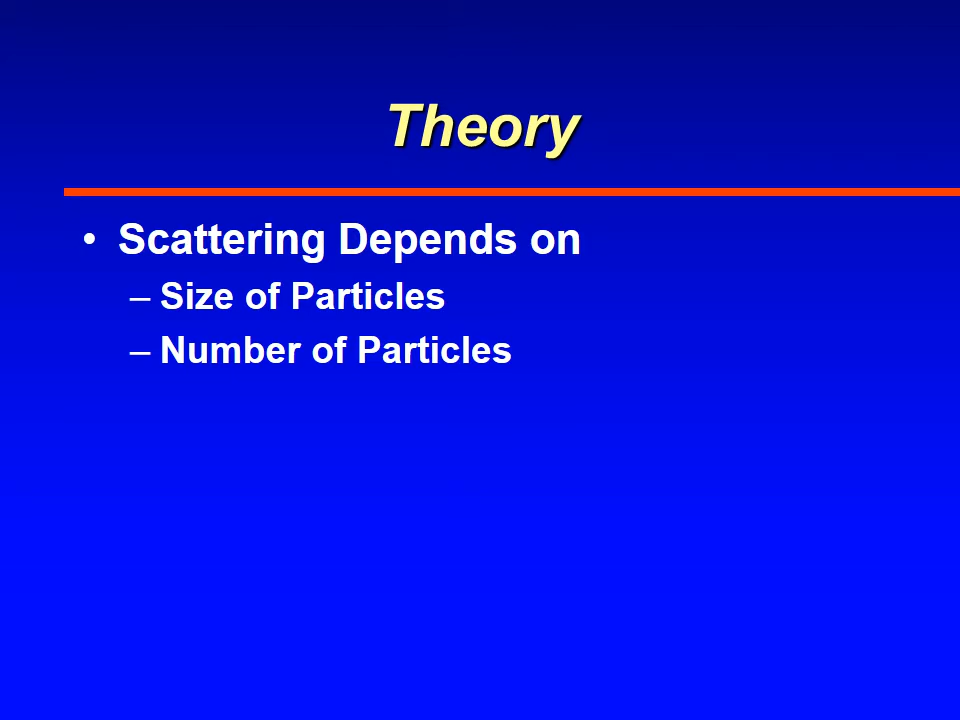 Theory
• Scattering Depends on
– Size of Particles
– Number of Particles